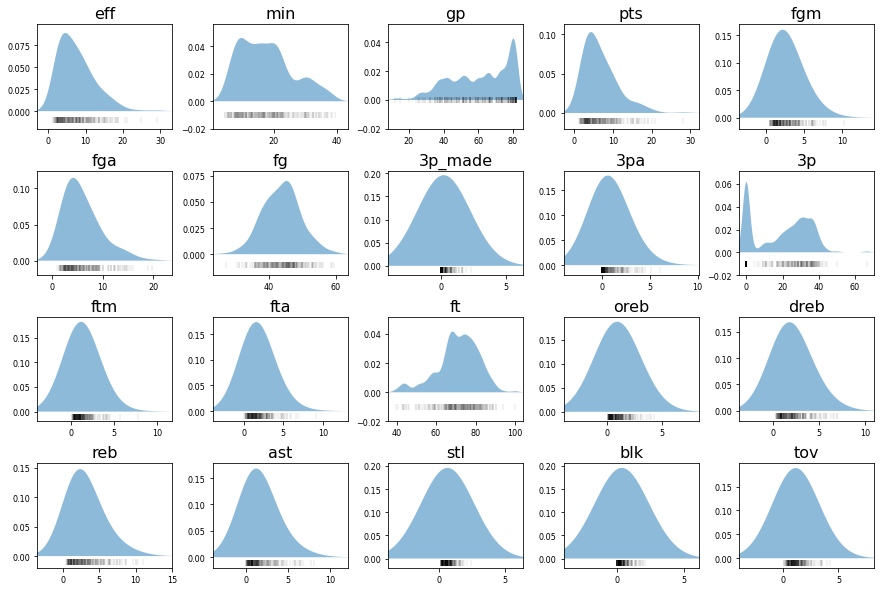 eff min gp pts fgm
0.075 0.050 0.025 0.000
0.04 0.02 0.00 −0.02
0.04 0.02 0.00 −0.02
0.10 0.05 0.00
0.15 0.10 0.05 0.00
0 10 20 30
20 40
20 40 60 80
0 10 20 30
0 5 10
fga fg 3p_made 3pa 3p
0.10 0.05 0.00
0.075 0.050 0.025 0.000
0.20 0.15 0.10 0.05 0.00
0.15 0.10 0.05 0.00
0.06 0.04 0.02 0.00 −0.02
0 10 20
40 60
0 5
0 5 10
0 20 40 60
ftm fta ft oreb dreb
0.15 0.10 0.05 0.00
0.15 0.10 0.05 0.00
0.04 0.02 0.00 −0.02
0.15 0.10 0.05 0.00
0.15 0.10 0.05 0.00
0 5 10
0 5 10
40 60 80 100
0 5
0 5 10
reb ast stl blk tov
0.15 0.10 0.05 0.00
0.15 0.10 0.05 0.00
0.20 0.15 0.10 0.05 0.00
0.20 0.15 0.10 0.05 0.00
0.15 0.10 0.05 0.00
0 5 10 15
0 5 10
0 5
0 5
0 5